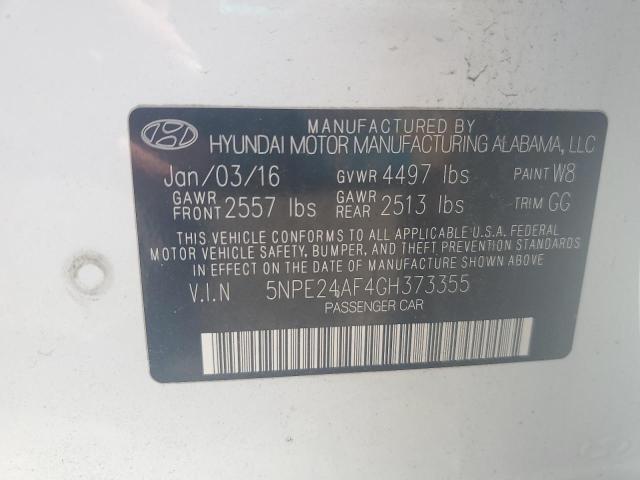 MANUFACTURED BY
HYUNDAI MOTOR MANUFACTURING ALABAMA, LLC
Jan/03/16 GVWR 4497 lbs PAINT W8
GAWR FRONT 2557 lbs GAWR REAR 2513 lbs TRIM GG
THIS VEHICLE CONFORMS TO ALL APPLICABLE U.S.A. FEDERAL
MOTOR VEHICLE SAFETY, BUMPER, AND THEFT PREVENTION STANDARDS
IN EFFECT ON THE DATE OF MANUFACTURE SHOWN ABOVE.
V.I.N 5NPE24AF4GH373355
PASSENGER CAR